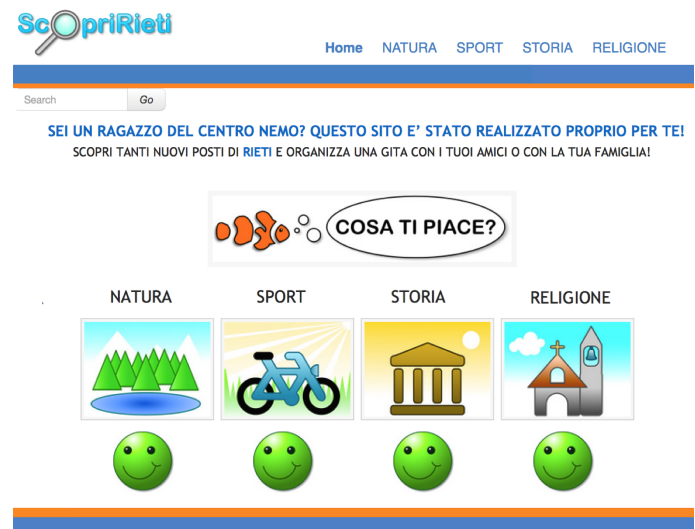 ScopriRieti
Home NATURA SPORT STORIA RELIGIONE
Search Go
SEI UN RAGAZZO DEL CENTRO NEMO? QUESTO SITO E' STATO REALIZZATO PROPRIO PER TE!
SCOPRI TANTI NUOVI POSTI DI RIETI E ORGANIZZA UNA GITA CON I TUOI AMICI O CON LA TUA FAMIGLIA!
COSA TI PIACE?
. NATURA SPORT STORIA RELIGIONE